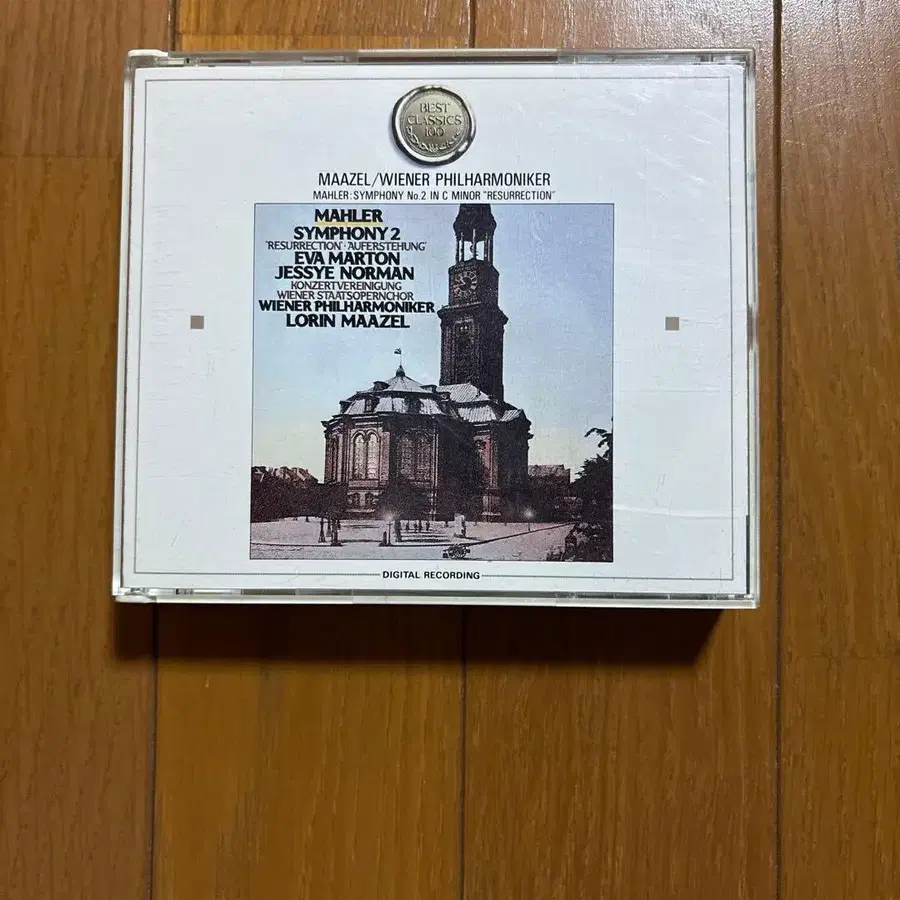 BEST
CLASSICS
100
MAAZEL/WIENER PHILHARMONIKER
MAHLER: SYMPHONY No.2 IN C MINOR "RESURRECTION"
MAHLER
SYMPHONY 2
"RESURRECTION"·"AUFERSTEHUNG"
EVA MARTON
JESSYE NORMAN
KONZERTVEREINIGUNG
WIENER STAATSOPERNCHOR
WIENER PHILHARMONIKER
LORIN MAAZEL
DIGITAL RECORDING